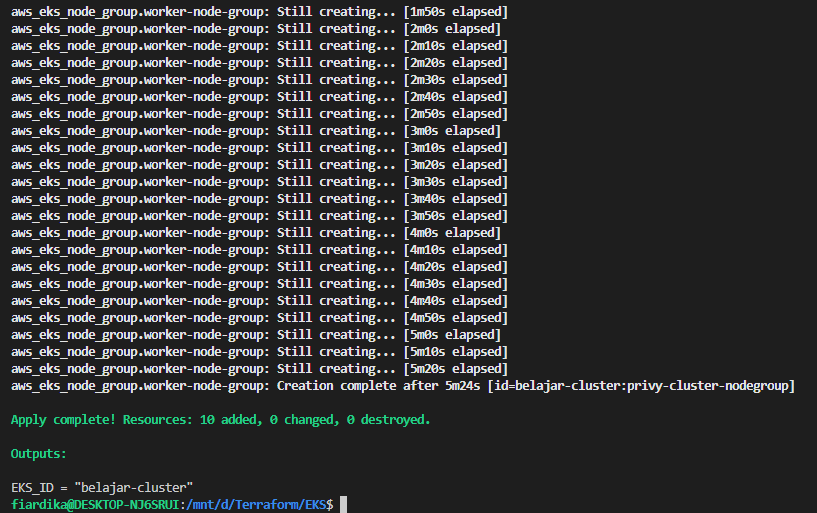 aws_eks_node_group.worker-node-group: Still creating... [1m50s elapsed]
aws_eks_node_group.worker-node-group: Still creating... [2m0s elapsed]
aws_eks_node_group.worker-node-group: Still creating... [2m10s elapsed]
aws_eks_node_group.worker-node-group: Still creating... [2m20s elapsed]
aws_eks_node_group.worker-node-group: Still creating... [2m30s elapsed]
aws_eks_node_group.worker-node-group: Still creating... [2m40s elapsed]
aws_eks_node_group.worker-node-group: Still creating... [2m50s elapsed]
aws_eks_node_group.worker-node-group: Still creating... [3m0s elapsed]
aws_eks_node_group.worker-node-group: Still creating... [3m10s elapsed]
aws_eks_node_group.worker-node-group: Still creating... [3m20s elapsed]
aws_eks_node_group.worker-node-group: Still creating... [3m30s elapsed]
aws_eks_node_group.worker-node-group: Still creating... [3m40s elapsed]
aws_eks_node_group.worker-node-group: Still creating... [3m50s elapsed]
aws_eks_node_group.worker-node-group: Still creating... [4m0s elapsed]
aws_eks_node_group.worker-node-group: Still creating... [4m10s elapsed]
aws_eks_node_group.worker-node-group: Still creating... [4m20s elapsed]
aws_eks_node_group.worker-node-group: Still creating... [4m30s elapsed]
aws_eks_node_group.worker-node-group: Still creating... [4m40s elapsed]
aws_eks_node_group.worker-node-group: Still creating... [4m50s elapsed]
aws_eks_node_group.worker-node-group: Still creating... [5m0s elapsed]
aws_eks_node_group.worker-node-group: Still creating... [5m10s elapsed]
aws_eks_node_group.worker-node-group: Still creating... [5m20s elapsed]
aws_eks_node_group.worker-node-group: Creation complete after 5m24s [id=belajar-cluster:privy-cluster-nodegroup]
Apply complete! Resources: 10 added, 0 changed, 0 destroyed.
Outputs:
EKS_ID = "belajar-cluster"
fiardika@DESKTOP-NJ6SRUI:/mnt/d/Terraform/EKS$